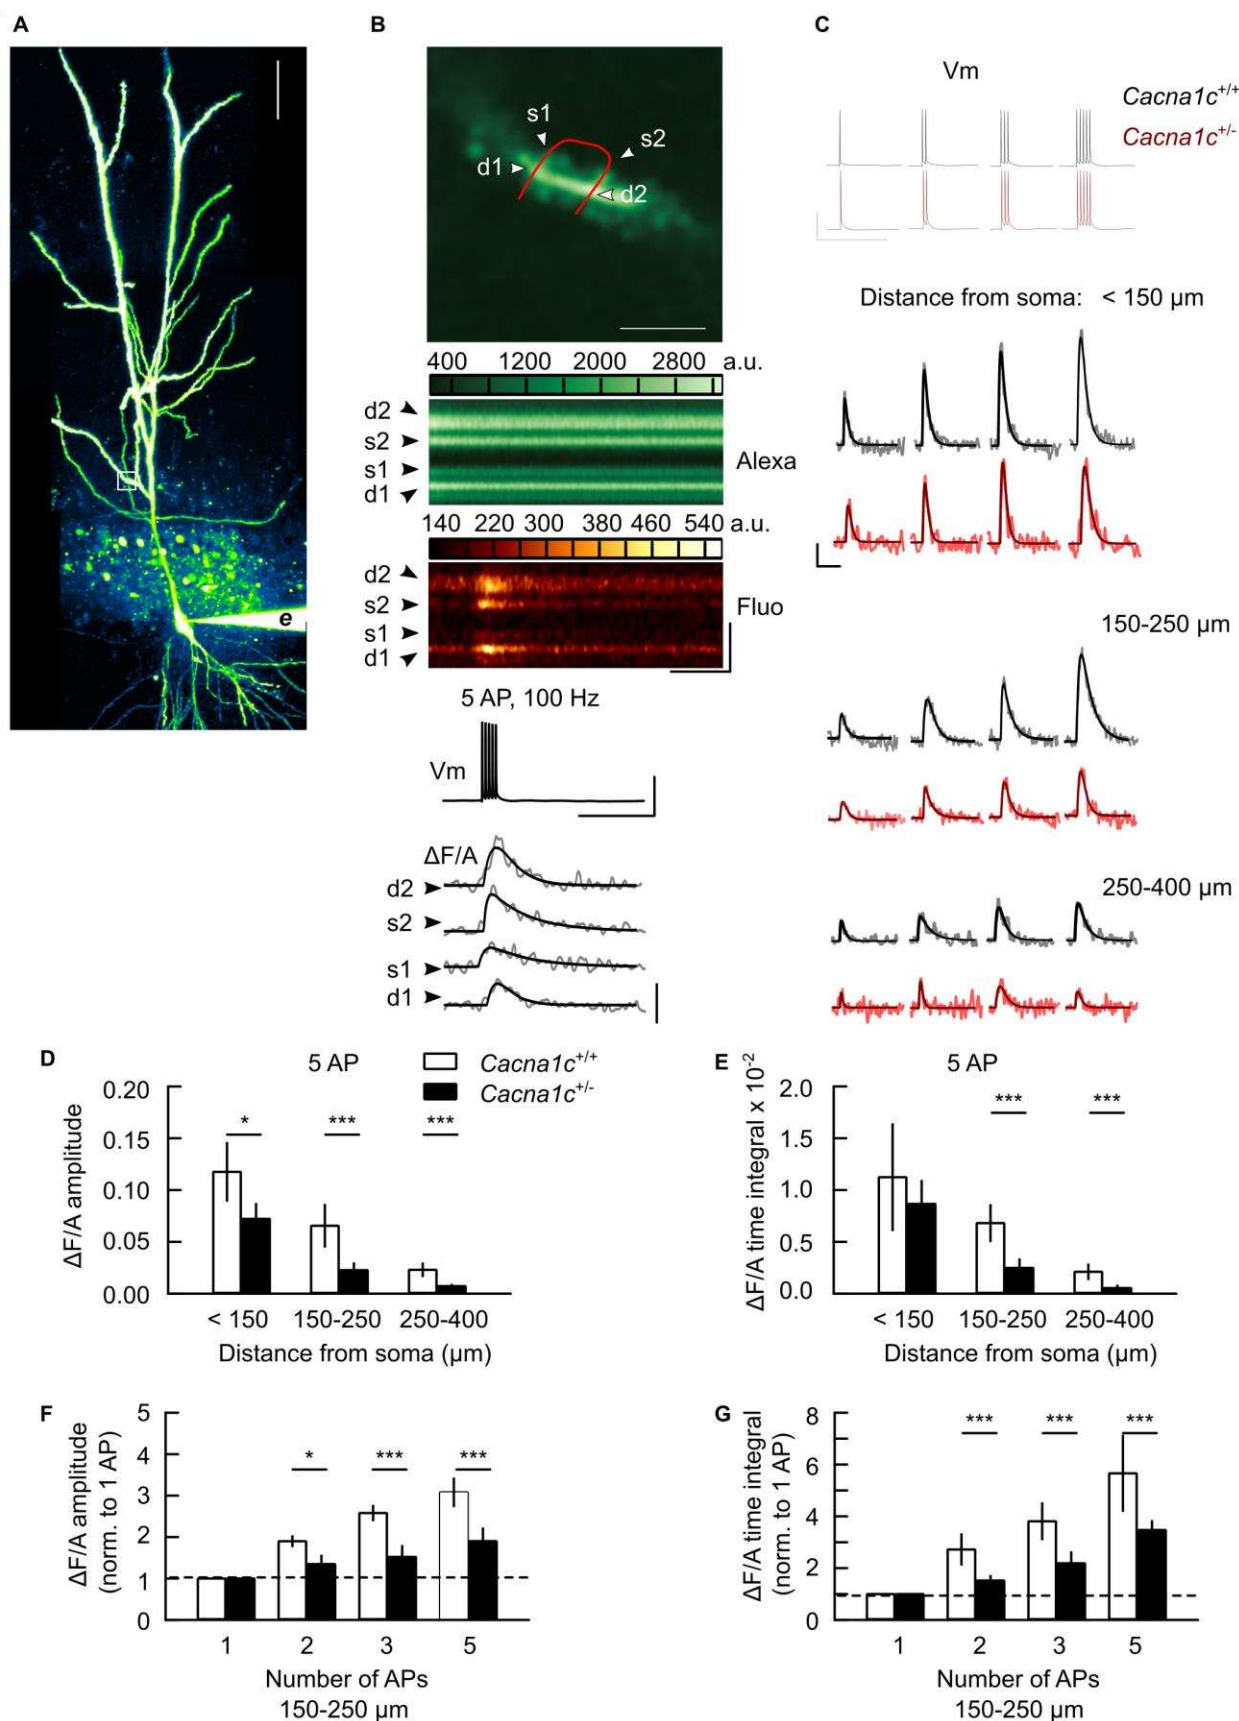 A
e
B
s1
s2
d1
d2
400 1200 2000 2800 a.u.
d2
s2
s1
d1
Alexa
140 220 300 380 460 540 a.u.
d2
s2
s1
d1
Fluo
5 AP, 100 Hz
Vm
ΔF/A
d2
s2
s1
d1
C
Vm
Cacna1c+/+
Cacna1c+/-
Distance from soma: < 150 µm
150-250 µm
250-400 µm
D
5 AP
Cacna1c+/+
Cacna1c+/-
ΔF/A amplitude
0.20
0.15
0.10
0.05
0.00
*
***
***
< 150 150-250 250-400
Distance from soma (µm)
E
5 AP
ΔF/A time integral x 10-2
2.0
1.5
1.0
0.5
0.0
***
***
< 150 150-250 250-400
Distance from soma (µm)
F
ΔF/A amplitude
(norm. to 1 AP)
5
4
3
2
1
0
*
***
***
1 2 3 5
Number of APs
150-250 µm
G
ΔF/A time integral
(norm. to 1 AP)
8
6
4
2
0
***
***
***
1 2 3 5
Number of APs
150-250 µm